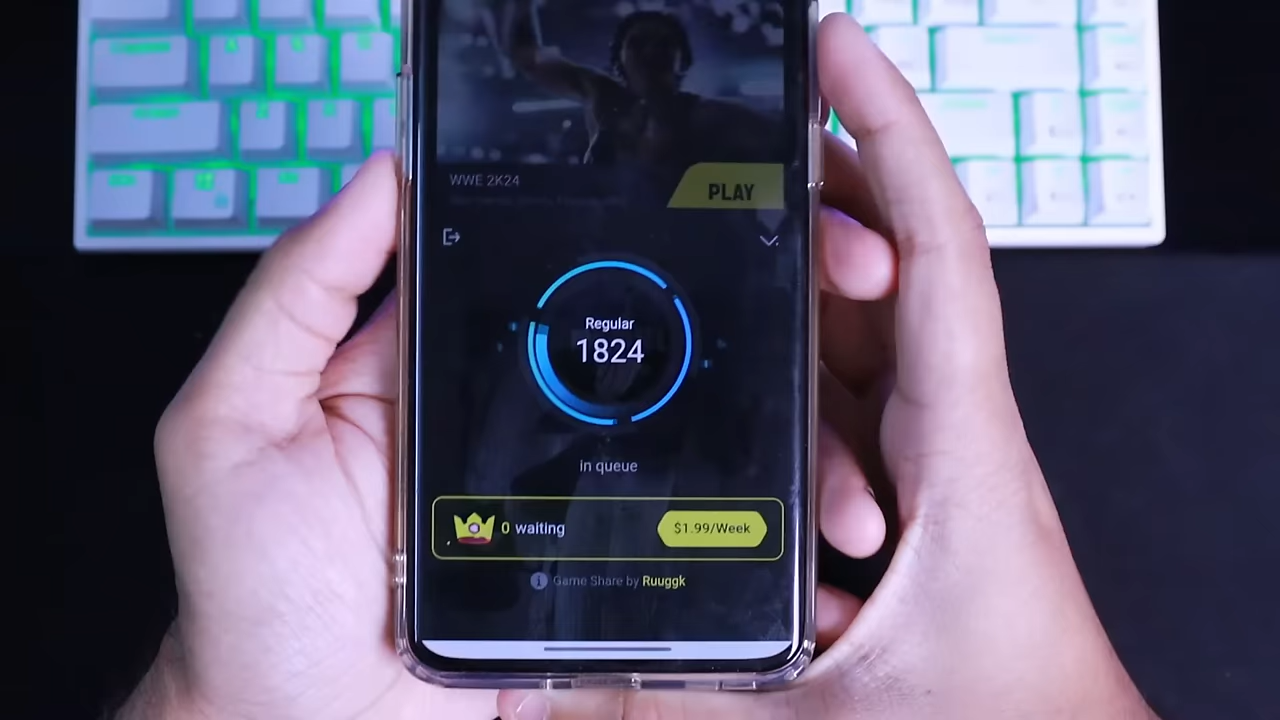 WWE 2K24
PLAY
Regular
1824
in queue
0 waiting
$1.99/Week
Game Share by Ruuggk